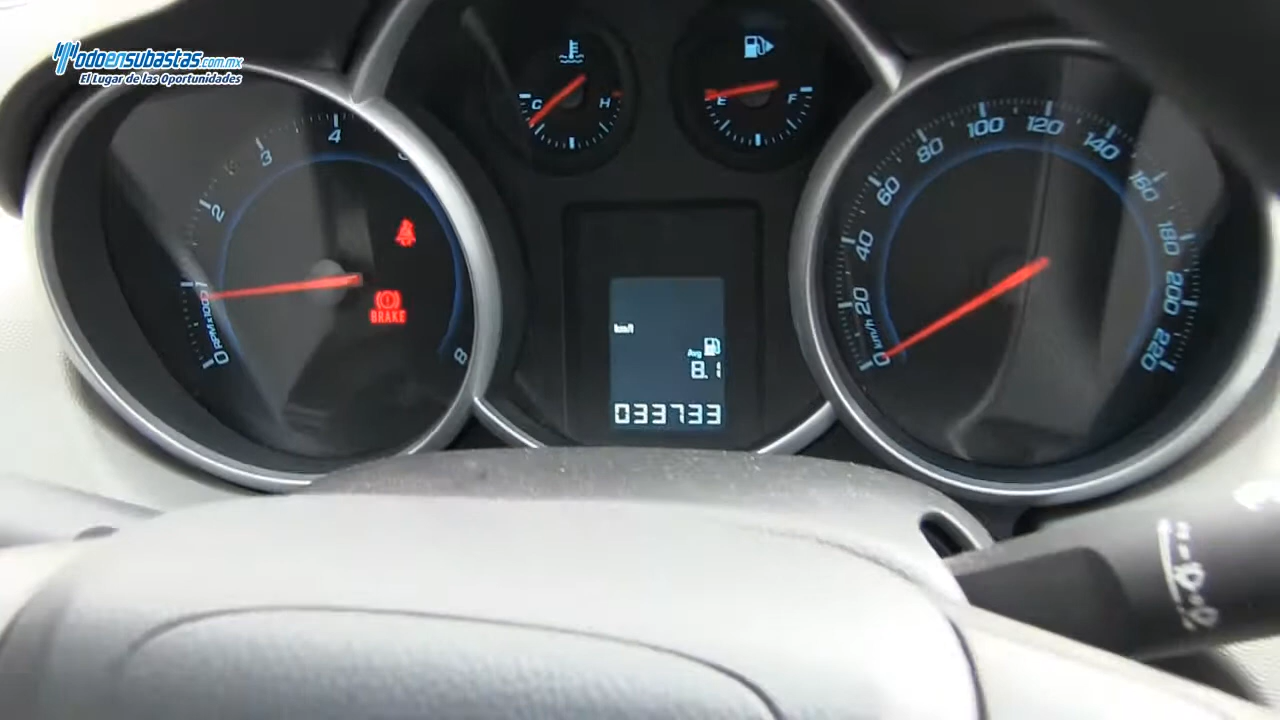 Todoensubastas.com.mx
El Lugar de las Oportunidades
0
1
2
3
4
8
BRAKE
C
H
E
F
km/l
Avg
8.1
033733
0
20
40
60
80
100
120
140
160
180
200
220
km/h